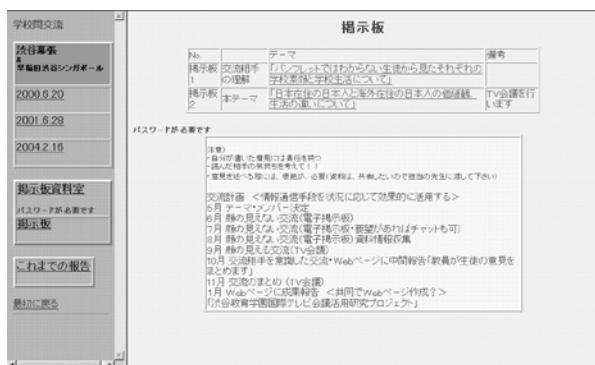 学校間交流
渋谷幕張
&
早稲田渋谷シンガポール
2000.6.20
2001.6.28
2004.2.16
掲示板資料室
パスワードが必要です
掲示板
これまでの報告
最初に戻る
掲示板
No. テーマ 備考
掲示板1 交流相手の理解 「パンフレットではわからない生徒から見たそれぞれの
学校素顔と学校生活について」
掲示板2 本テーマ 「日本在住の日本人と海外在住の日本人の価値観、
生活の違いについて」 TV会議を行います
パスワードが必要です
注意)
・自分が書いた意見には責任を持つ
・読んだ相手の気持ちを考えて!!
・意見を述べる際には、根拠が、必要(資料は、共有したいので担当の先生に渡して下さい)
交流計画 <情報通信手段を状況に応じて効果的に活用する>
5月 テーマ・メンバー決定
6月 顔の見えない交流(電子掲示板)
7月 顔の見えない交流(電子掲示板・要望があればチャットも可)
8月 顔の見えない交流(電子掲示板)資料情報収集
9月 顔の見える交流(TV会議)
10月 交流相手を意識した交流・Webページに中間報告「教員が生徒の意見を
まとめます」
11月 交流のまとめ(TV会議)
1月 Webページに成果報告 <共同でWebページ作成?>
「渋谷教育学園国際テレビ会議活用研究プロジェクト」